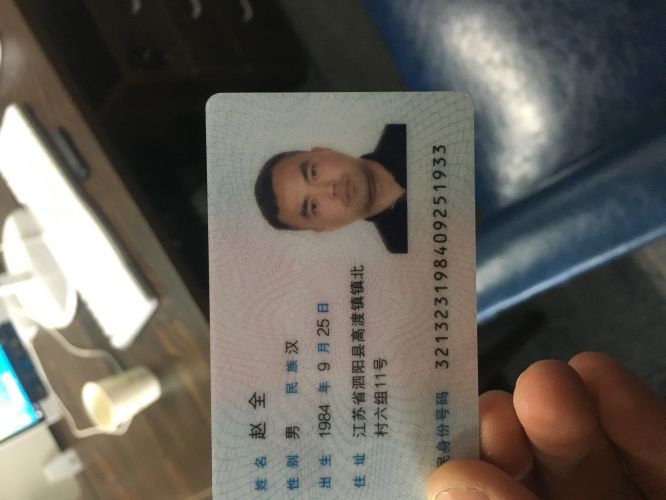 姓名 赵全
性别 男 民族 汉
出生 1984 年 9 月 25 日
住址 江苏省泗阳县高渡镇镇北
村六组11号
民身份号码 321323198409251933